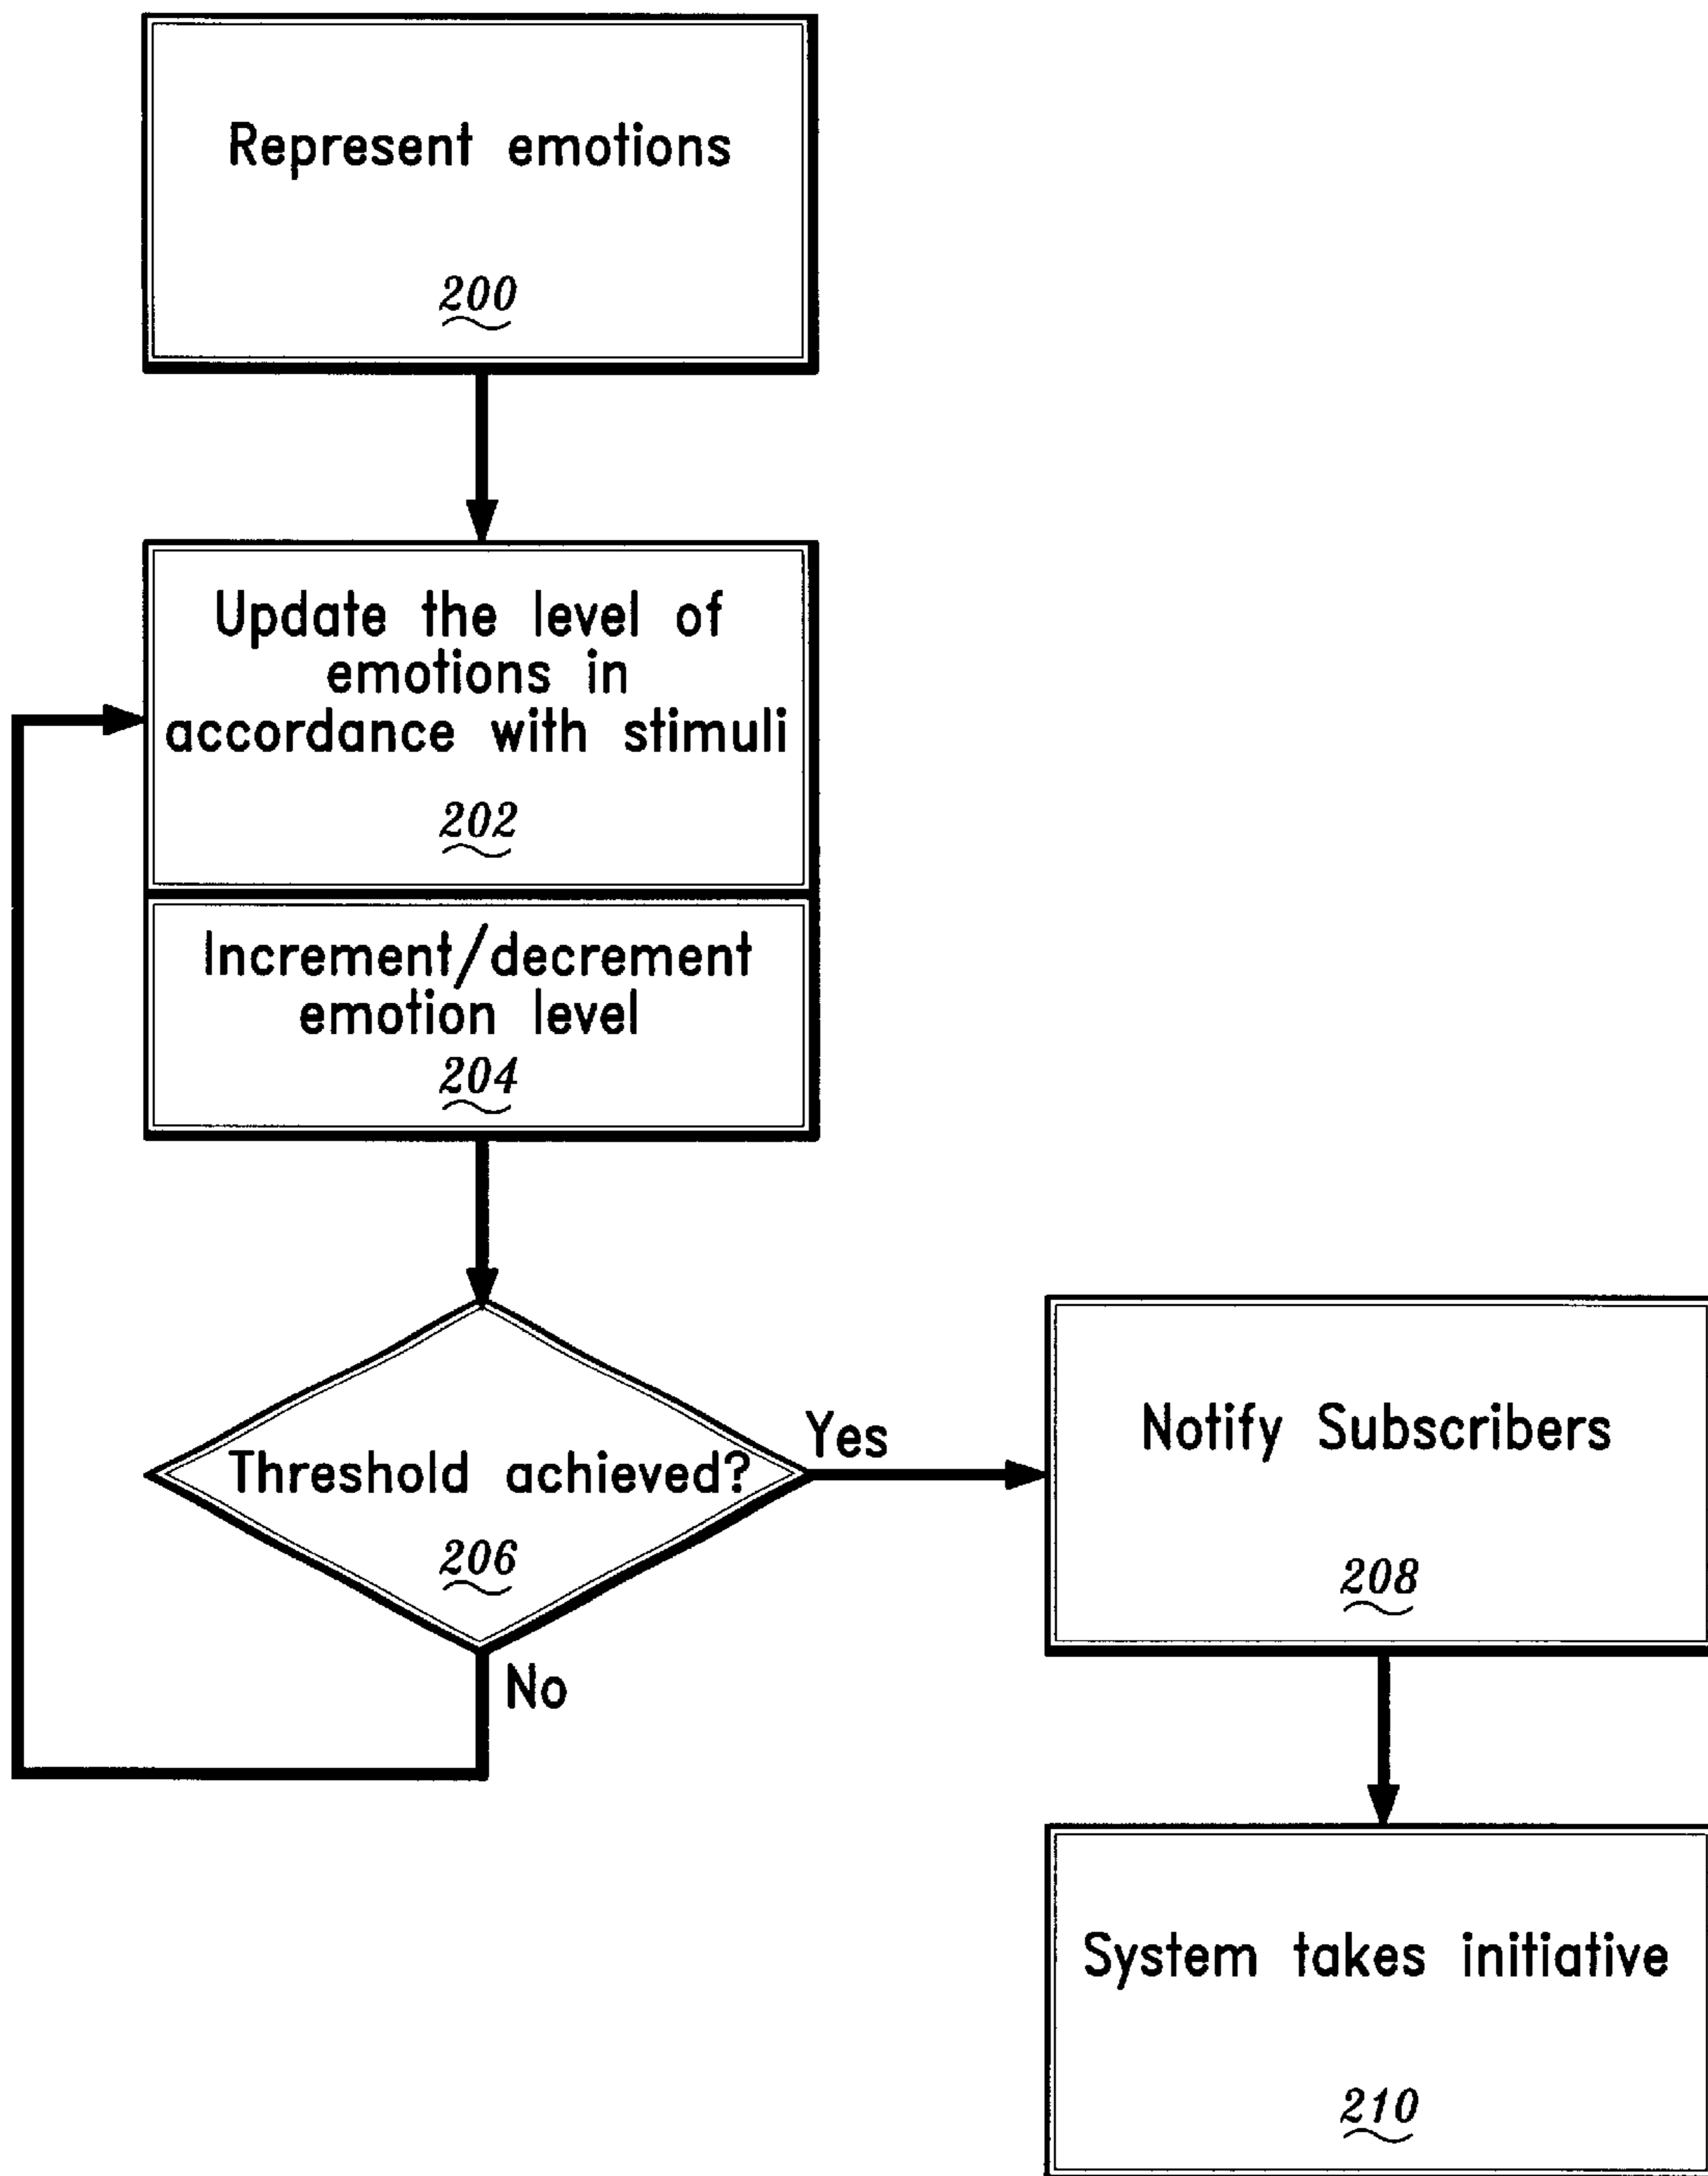 Represent emotions
200
Update the level of
emotions in
accordance with stimuli
202
Increment/decrement
emotion level
204
Threshold achieved?
206
Yes
No
Notify Subscribers
208
System takes initiative
210